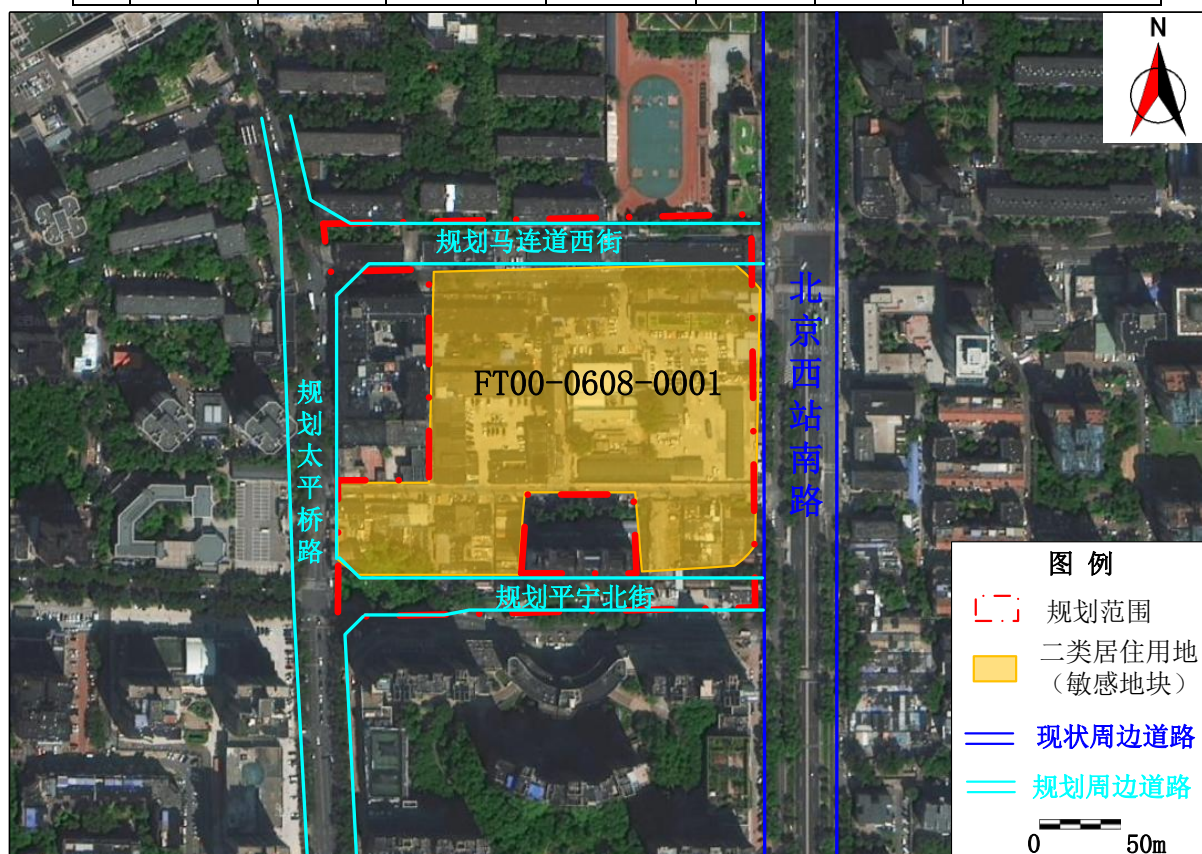 N
规划马连道西街
北京西站南路
FT00-0608-0001
规划太平桥路
规划平宁北街
图 例
规划范围
二类居住用地
（敏感地块）
现状周边道路
规划周边道路
0 50m